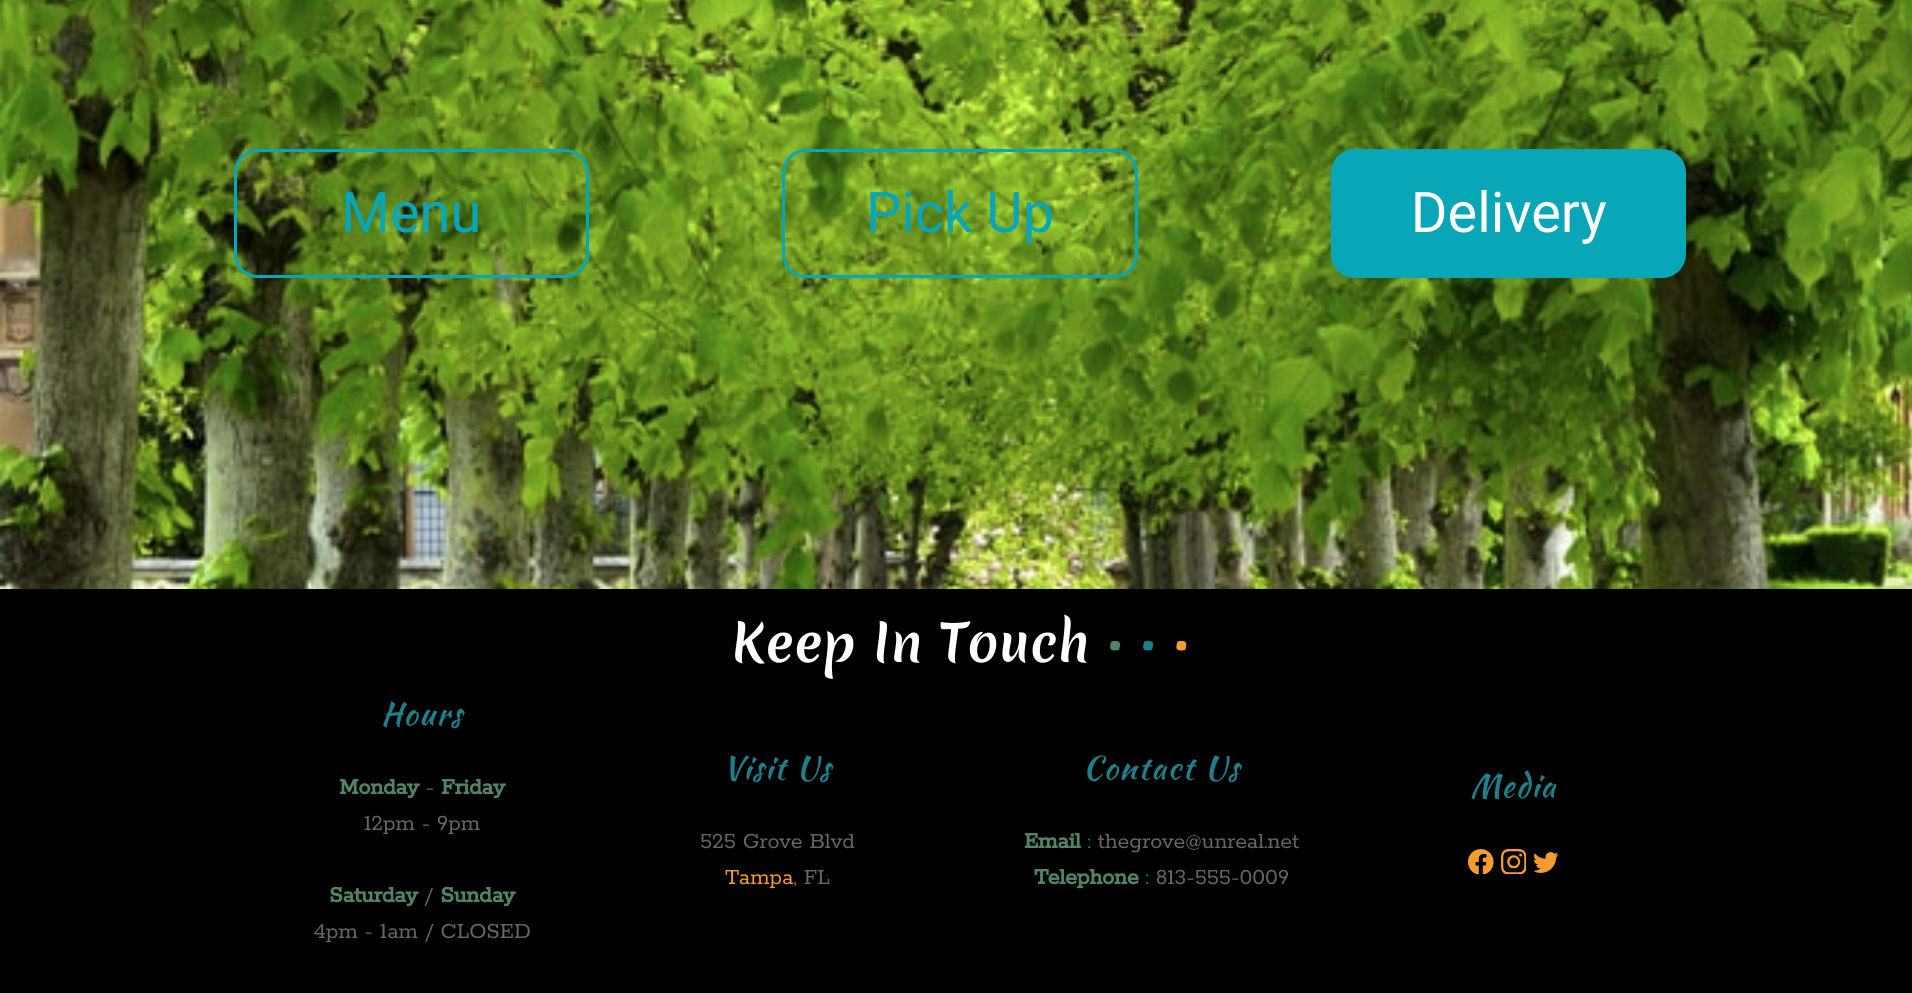 Menu
Pick Up
Delivery
Keep In Touch • • •
Hours
Monday - Friday
12pm - 9pm
Saturday / Sunday
4pm - 1am / CLOSED
Visit Us
525 Grove Blvd
Tampa, FL
Contact Us
Email : thegrove@unreal.net
Telephone : 813-555-0009
Media